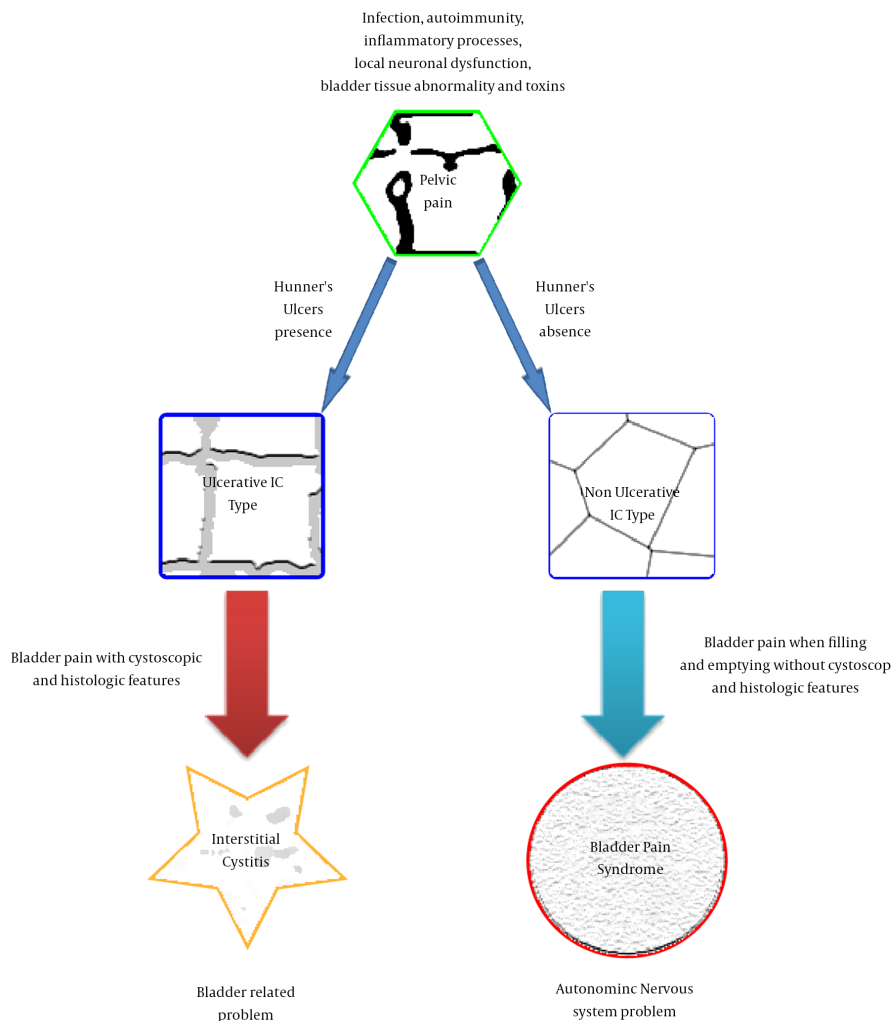 Infection, autoimmunity,
inflammatory processes,
local neuronal dysfunction,
bladder tissue abnormality and toxins
Pelvic
pain
Hunner's
Ulcers
presence
Hunner's
Ulcers
absence
Ulcerative IC
Type
Non Ulcerative
IC Type
Bladder pain with cystoscopic
and histologic features
Bladder pain when filling
and emptying without cystoscop
and histologic features
Interstitial
Cystitis
Bladder Pain
Syndrome
Bladder related
problem
Autonominc Nervous
system problem